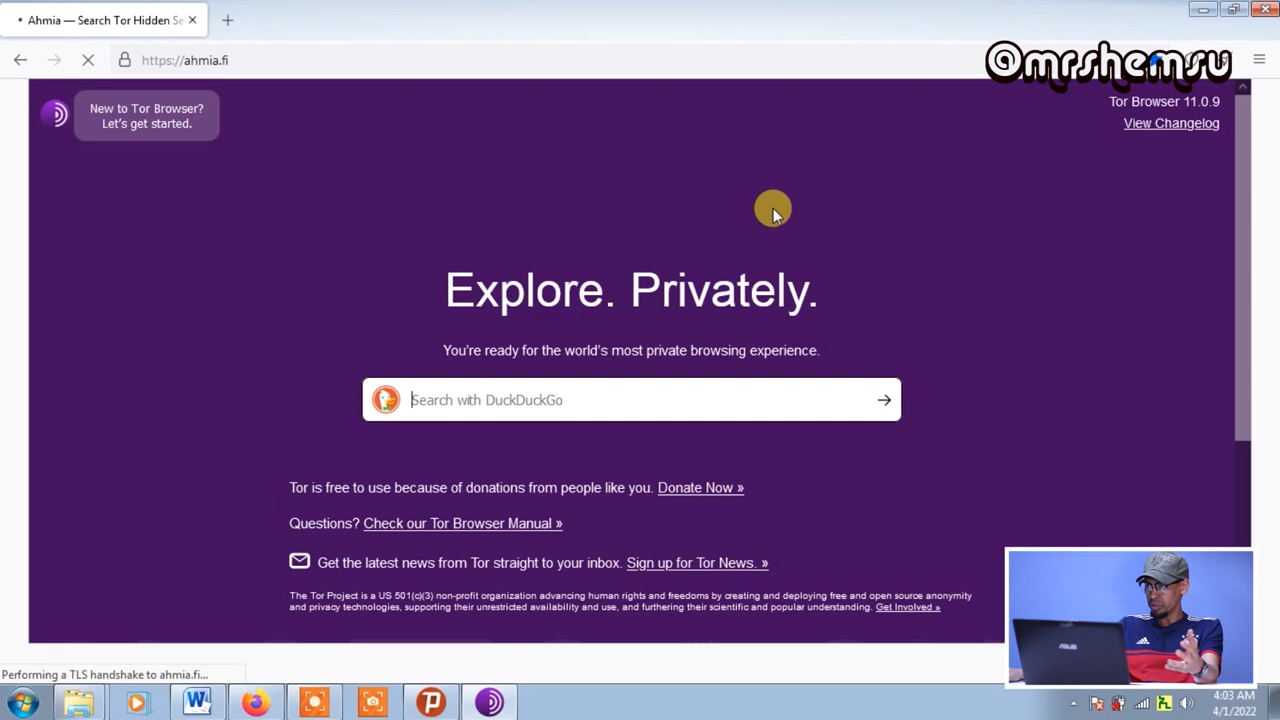 Ahmia — Search Tor Hidden Se
https://ahmia.fi
@mrshemsu
New to Tor Browser?
Let's get started.
Tor Browser 11.0.9
View Changelog
Explore. Privately.
You're ready for the world's most private browsing experience.
Search with DuckDuckGo
Tor is free to use because of donations from people like you. Donate Now »
Questions? Check our Tor Browser Manual »
Get the latest news from Tor straight to your inbox. Sign up for Tor News. »
The Tor Project is a US 501(c)(3) non-profit organization advancing human rights and freedoms by creating and deploying free and open source anonymity
and privacy technologies, supporting their unrestricted availability and use, and furthering their scientific and popular understanding. Get Involved »
ASUS
Performing a TLS handshake to ahmia.fi...
4:03 AM
4/1/2022